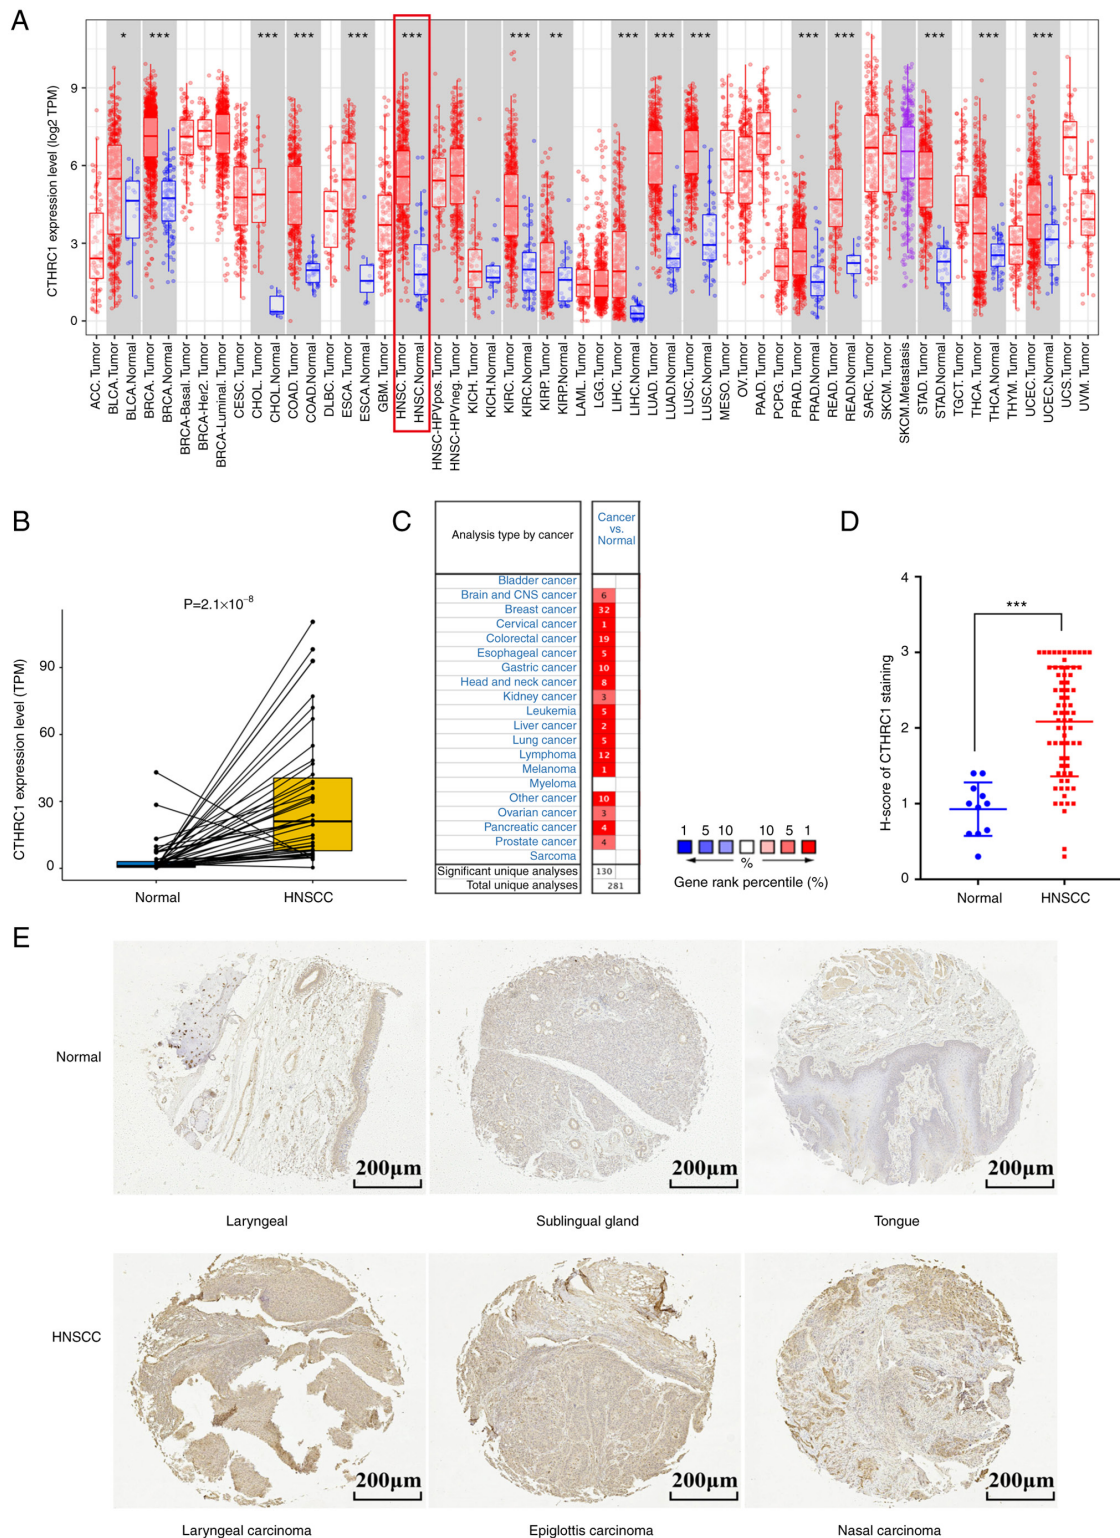 A
* *** *** *** *** *** *** ** *** *** *** *** *** *** *** ***
CTHRC1 expression level (log2 TPM)
9
6
3
0
ACC. Tumor
BLCA. Tumor
BLCA.Normal
BRCA. Tumor
BRCA.Normal
BRCA-Basal. Tumor
BRCA-Her2. Tumor
BRCA-Luminal. Tumor
CESC. Tumor
CHOL. Tumor
CHOL.Normal
COAD. Tumor
COAD.Normal
DLBC. Tumor
ESCA. Tumor
ESCA.Normal
GBM. Tumor
HNSC. Tumor
HNSC.Normal
HNSC-HPVpos. Tumor
HNSC-HPVneg. Tumor
KICH. Tumor
KICH.Normal
KIRC. Tumor
KIRC.Normal
KIRP. Tumor
KIRP.Normal
LAML. Tumor
LGG. Tumor
LIHC. Tumor
LIHC.Normal
LUAD. Tumor
LUAD.Normal
LUSC. Tumor
LUSC.Normal
MESO. Tumor
OV. Tumor
PAAD. Tumor
PCPG. Tumor
PRAD. Tumor
PRAD.Normal
READ. Tumor
READ.Normal
SARC. Tumor
SKCM. Tumor
SKCM.Metastasis
STAD. Tumor
STAD.Normal
TGCT. Tumor
THCA. Tumor
THCA.Normal
THYM. Tumor
UCEC. Tumor
UCEC.Normal
UCS. Tumor
UVM. Tumor
B
P=2.1×10−8
CTHRC1 expression level (TPM)
90
60
30
0
Normal HNSCC
C
Analysis type by cancer
Cancer
vs.
Normal
Bladder cancer
Brain and CNS cancer 6
Breast cancer 32
Cervical cancer 1
Colorectal cancer 19
Esophageal cancer 5
Gastric cancer 10
Head and neck cancer 8
Kidney cancer 3
Leukemia 5
Liver cancer 2
Lung cancer 5
Lymphoma 12
Melanoma 1
Myeloma
Other cancer 10
Ovarian cancer 3
Pancreatic cancer 4
Prostate cancer 4
Sarcoma
Significant unique analyses 130
Total unique analyses 281
1 5 10 10 5 1
%
%
Gene rank percentile (%)
D
***
H-score of CTHRC1 staining
4
3
2
1
0
Normal HNSCC
E
Normal
200μm 200μm 200μm
Laryngeal Sublingual gland Tongue
HNSCC
200μm 200μm 200μm
Laryngeal carcinoma Epiglottis carcinoma Nasal carcinoma